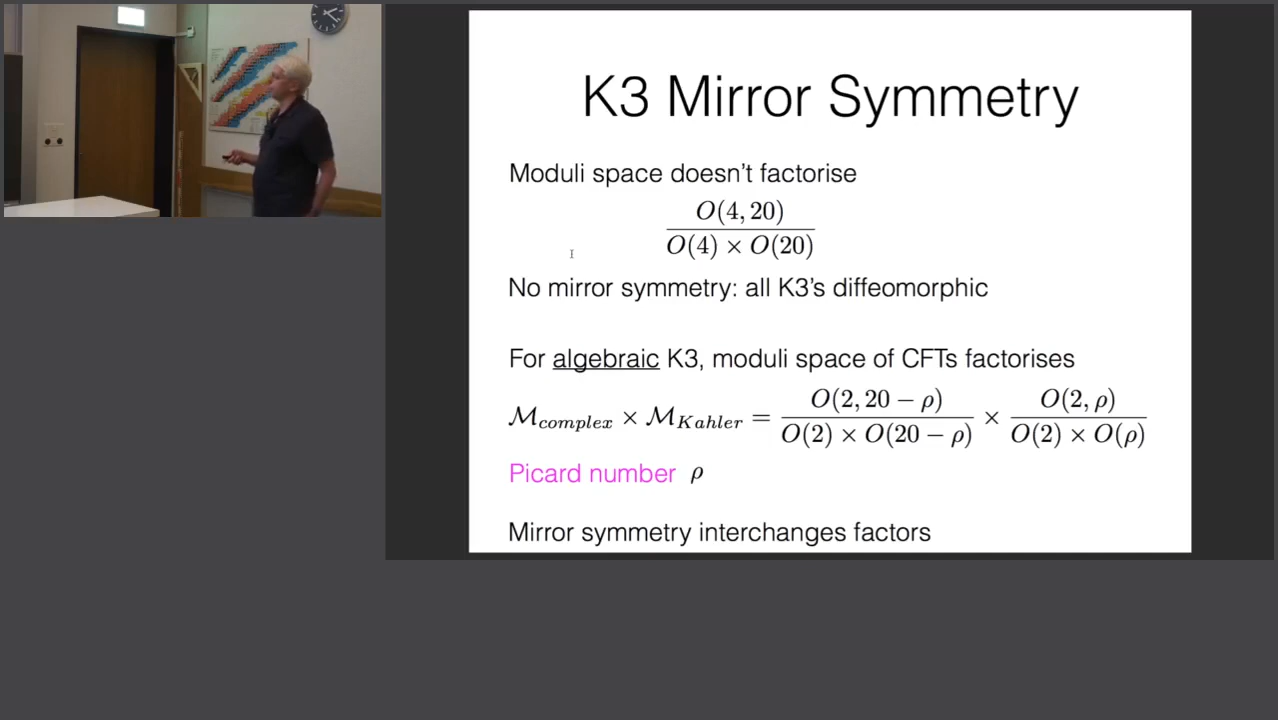 K3 Mirror Symmetry
Moduli space doesn't factorise
O(4, 20)
O(4) × O(20)
No mirror symmetry: all K3's diffeomorphic
For algebraic K3, moduli space of CFTs factorises
M_complex × M_Kahler = O(2, 20 − ρ) / O(2) × O(20 − ρ) × O(2, ρ) / O(2) × O(ρ)
Picard number ρ
Mirror symmetry interchanges factors